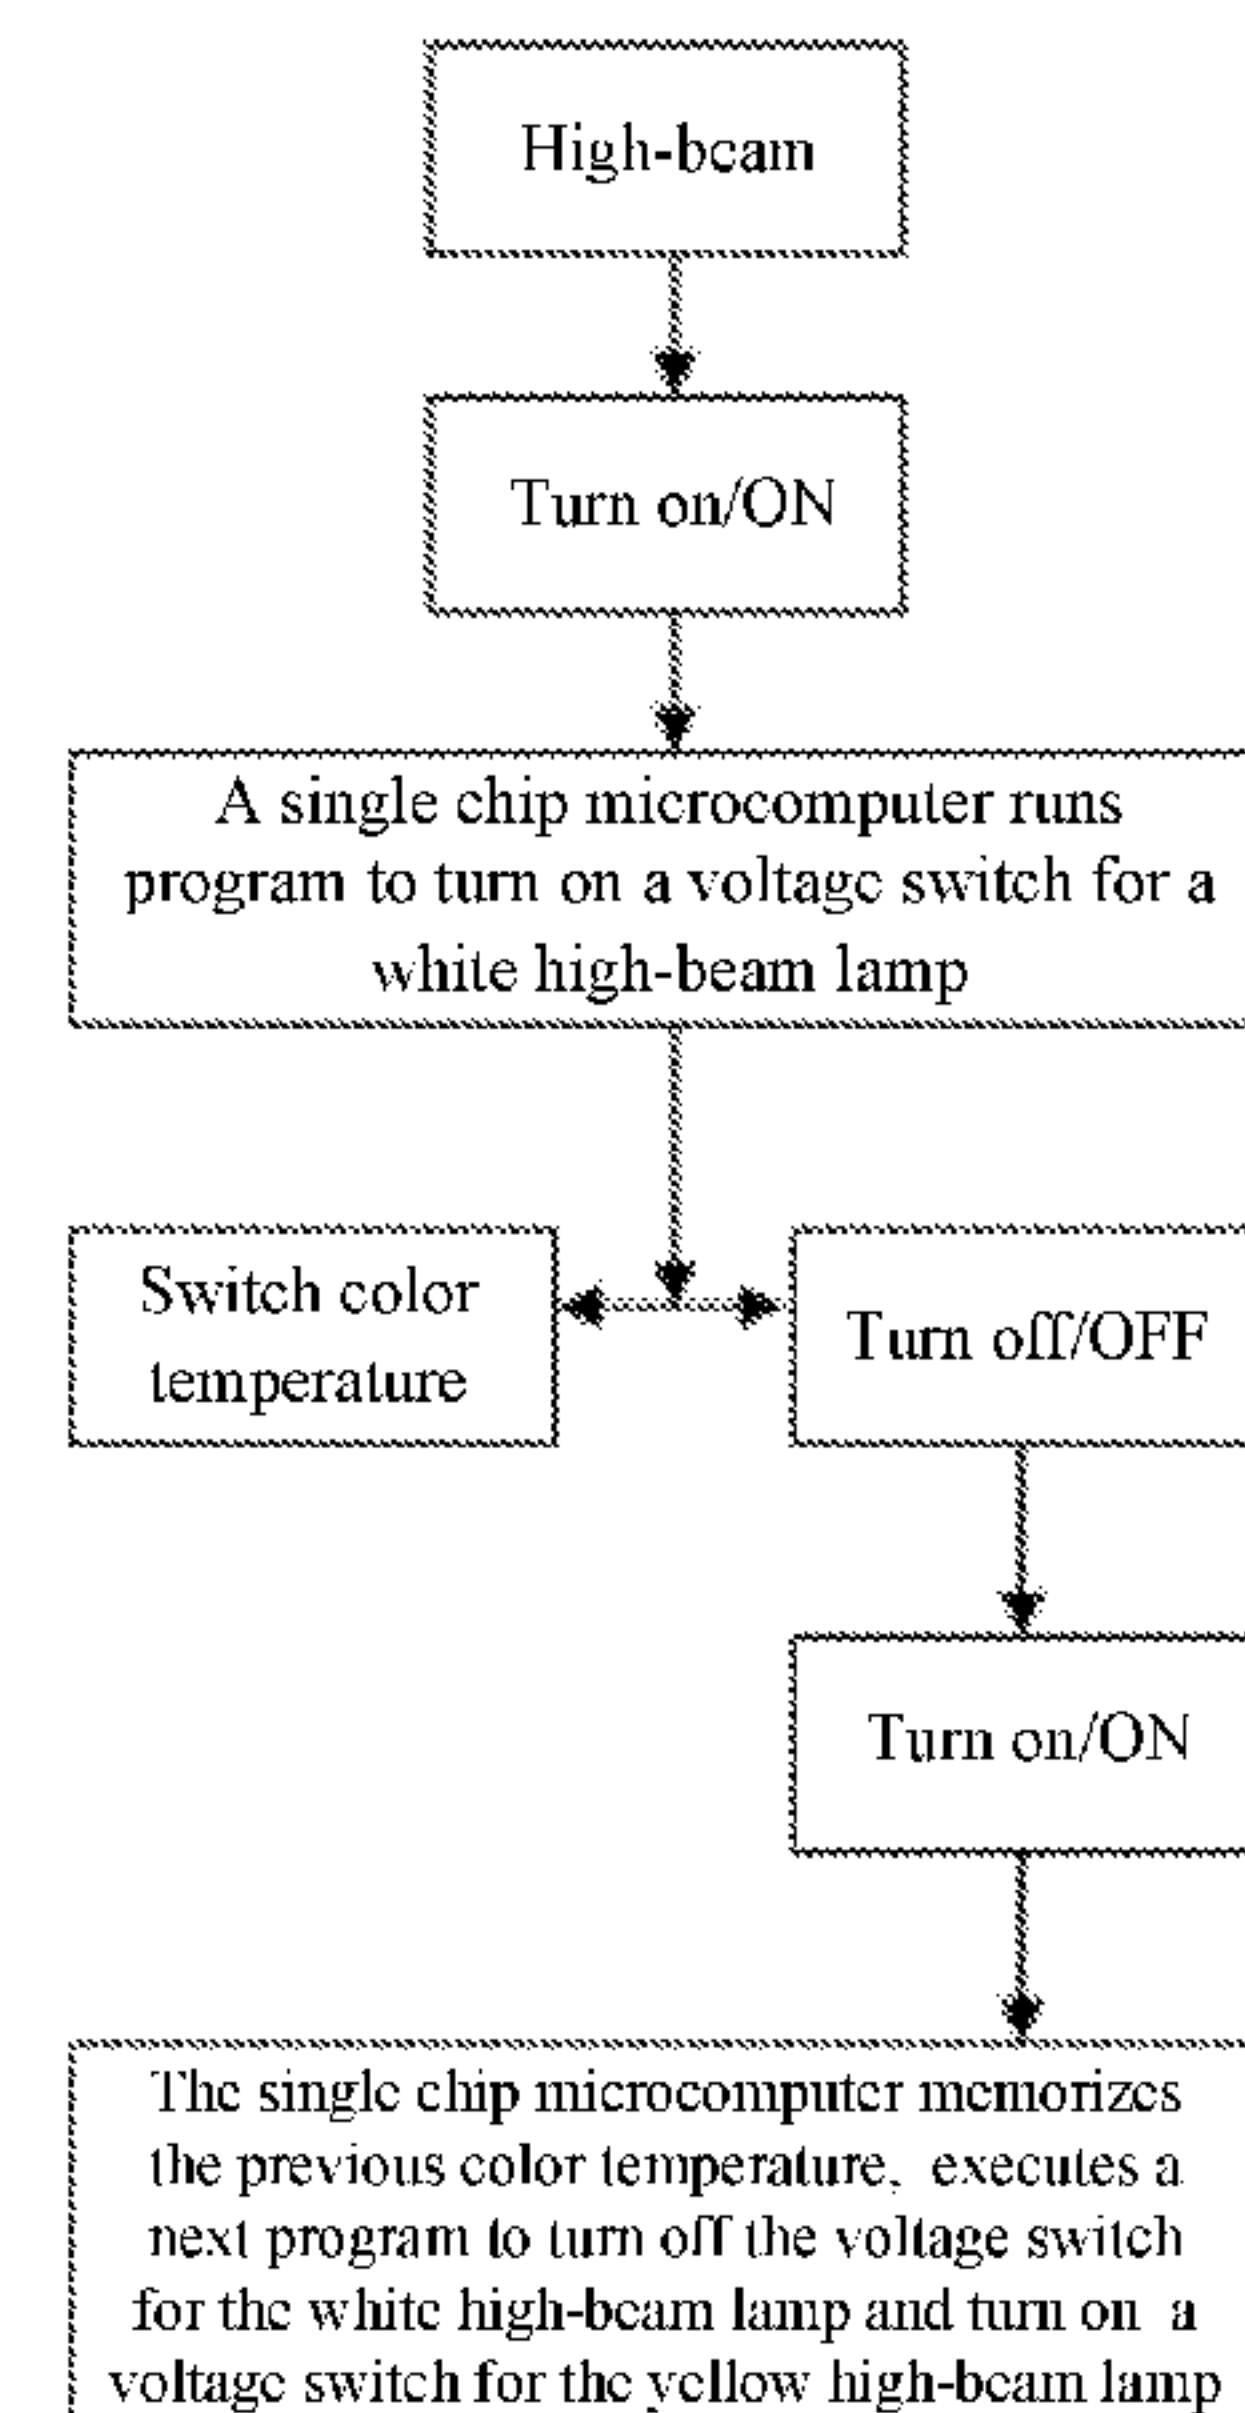 High-beam
Turn on/ON
A single chip microcomputer runs
program to turn on a voltage switch for a
white high-beam lamp
Switch color
temperature
Turn off/OFF
Turn on/ON
The single chip microcomputer memorizes
the previous color temperature, executes a
next program to turn off the voltage switch
for the white high-beam lamp and turn on a
voltage switch for the yellow high-beam lamp